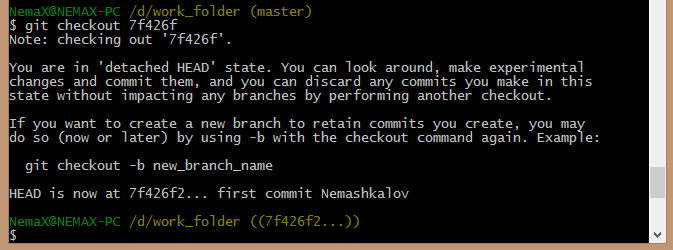 NemaX@NEMAX-PC /d/work_folder (master)
$ git checkout 7f426f
Note: checking out '7f426f'.
You are in 'detached HEAD' state. You can look around, make experimental
changes and commit them, and you can discard any commits you make in this
state without impacting any branches by performing another checkout.
If you want to create a new branch to retain commits you create, you may
do so (now or later) by using -b with the checkout command again. Example:
git checkout -b new_branch_name
HEAD is now at 7f426f2... first commit Nemashkalov
NemaX@NEMAX-PC /d/work_folder ((7f426f2...))
$